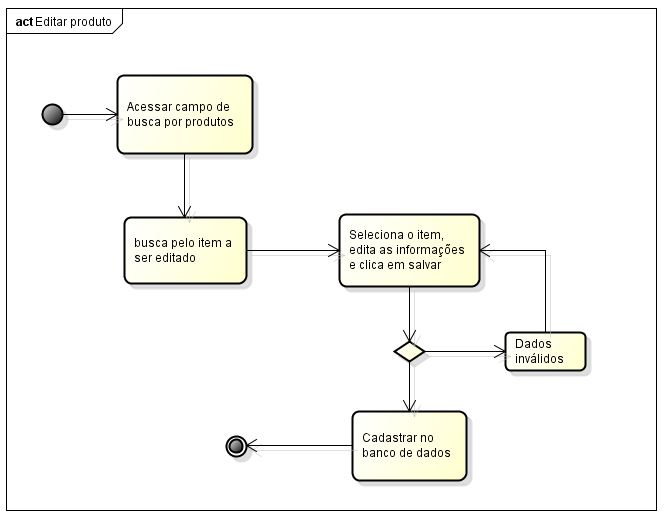 act Editar produto
Acessar campo de
busca por produtos
busca pelo item a
ser editado
Seleciona o item,
edita as informações
e clica em salvar
Dados
inválidos
Cadastrar no
banco de dados